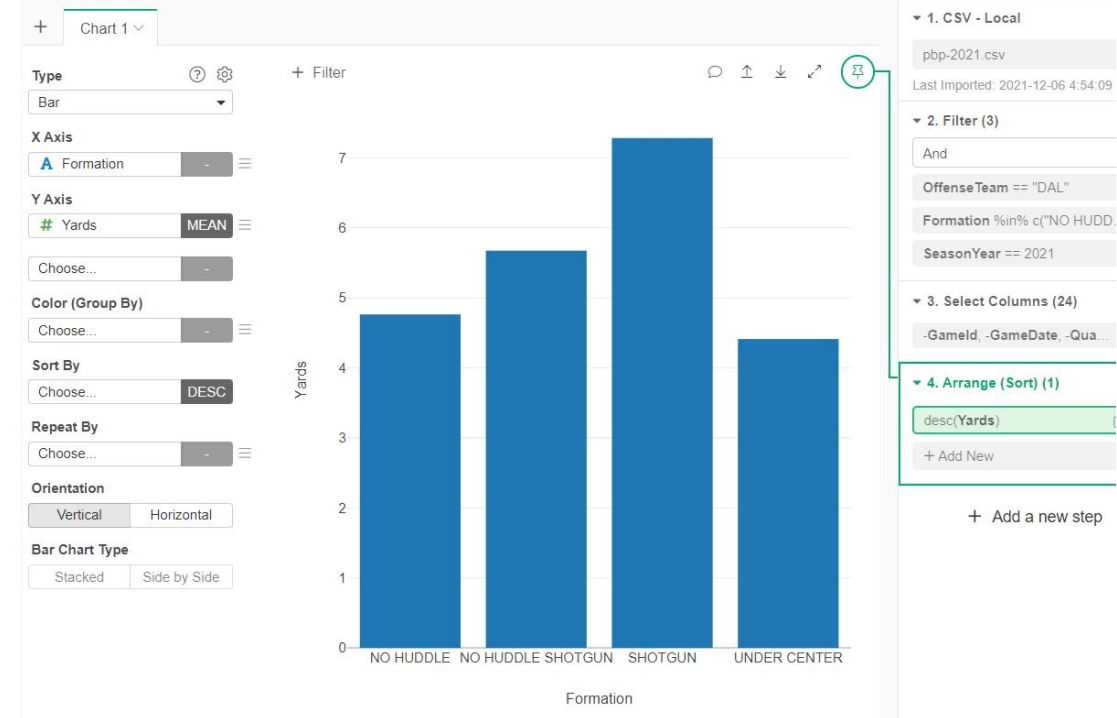 + Chart 1
Type
Bar
X Axis
A Formation -
Y Axis
# Yards MEAN
Choose... -
Color (Group By)
Choose... -
Sort By
Choose... DESC
Repeat By
Choose... -
Orientation
Vertical Horizontal
Bar Chart Type
Stacked Side by Side
+ Filter
7
6
5
4
3
2
1
0
Yards
NO HUDDLE NO HUDDLE SHOTGUN SHOTGUN UNDER CENTER
Formation
1. CSV - Local
pbp-2021.csv
Last Imported: 2021-12-06 4:54:09
2. Filter (3)
And
OffenseTeam == "DAL"
Formation %in% c("NO HUDD...
SeasonYear == 2021
3. Select Columns (24)
-GameId, -GameDate, -Qua...
4. Arrange (Sort) (1)
desc(Yards)
+ Add New
+ Add a new step